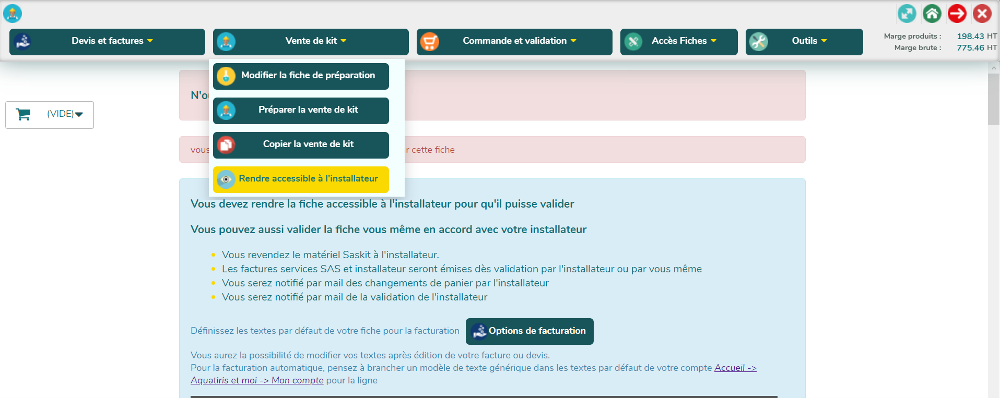 Devis et factures
Vente de kit
Commande et validation
Accès Fiches
Outils
Marge produits : 198.43 HT
Marge brute : 775.46 HT
Modifier la fiche de préparation
Préparer la vente de kit
Copier la vente de kit
Rendre accessible à l'installateur
(VIDE)
vous
cette fiche
Vous devez rendre la fiche accessible à l'installateur pour qu'il puisse valider
Vous pouvez aussi valider la fiche vous même en accord avec votre installateur
Vous revendez le matériel Saskit à l'installateur.
Les factures services SAS et installateur seront émises dès validation par l'installateur ou par vous même
Vous serez notifié par mail des changements de panier par l'installateur
Vous serez notifié par mail de la validation de l'installateur
Définissez les textes par défaut de votre fiche pour la facturation
Options de facturation
Vous aurez la possibilité de modifier vos textes après édition de votre facture ou devis.
Pour la facturation automatique, pensez à brancher un modèle de texte générique dans les textes par défaut de votre compte Accueil ->
Aquatiris et moi -> Mon compte pour la ligne